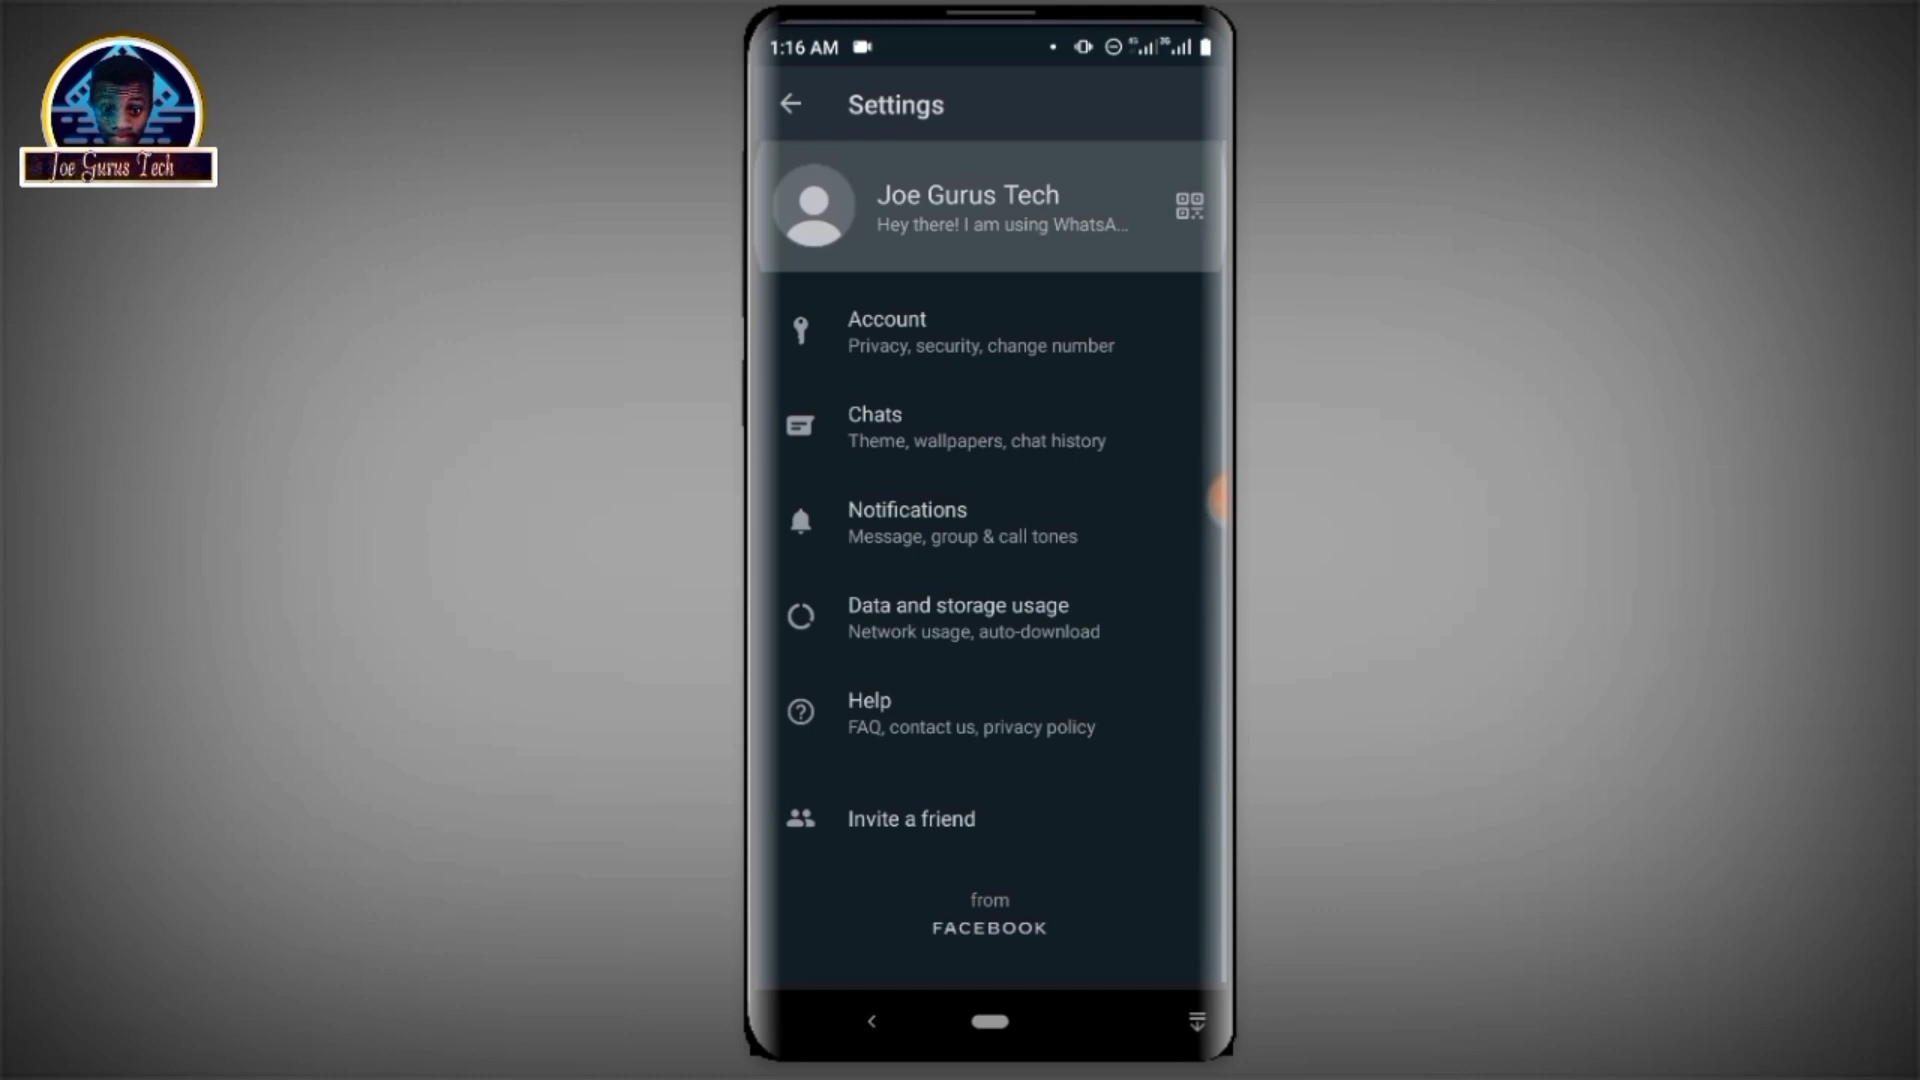 Joe Gurus Tech
1:16 AM
Settings
Joe Gurus Tech
Hey there! I am using WhatsA...
Account
Privacy, security, change number
Chats
Theme, wallpapers, chat history
Notifications
Message, group & call tones
Data and storage usage
Network usage, auto-download
Help
FAQ, contact us, privacy policy
Invite a friend
from
FACEBOOK